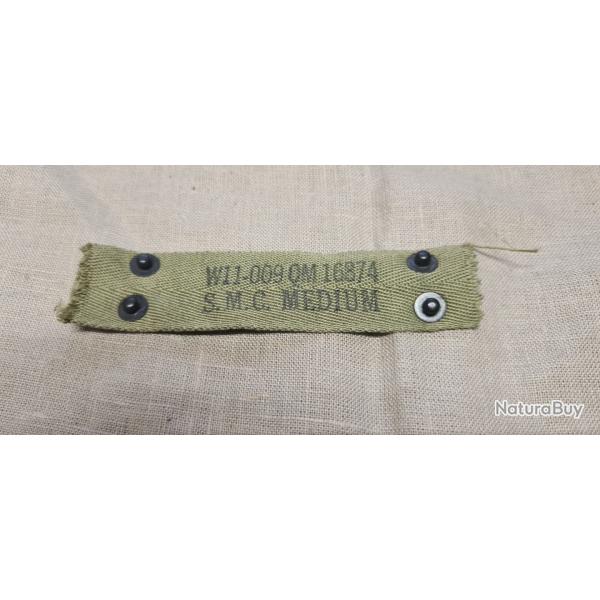 W11-009 QM 16874
S. M. C. MEDIUM
NaturaBuy